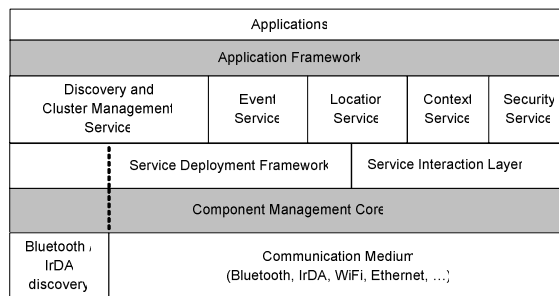 Applications
Application Framework
Discovery and
Cluster Management
Service
Event
Service
Location
Service
Context
Service
Security
Service
Service Deployment Framework
Service Interaction Layer
Component Management Core
Bluetooth /
IrDA
discovery
Communication Medium
(Bluetooth, IrDA, WiFi, Ethernet, …)